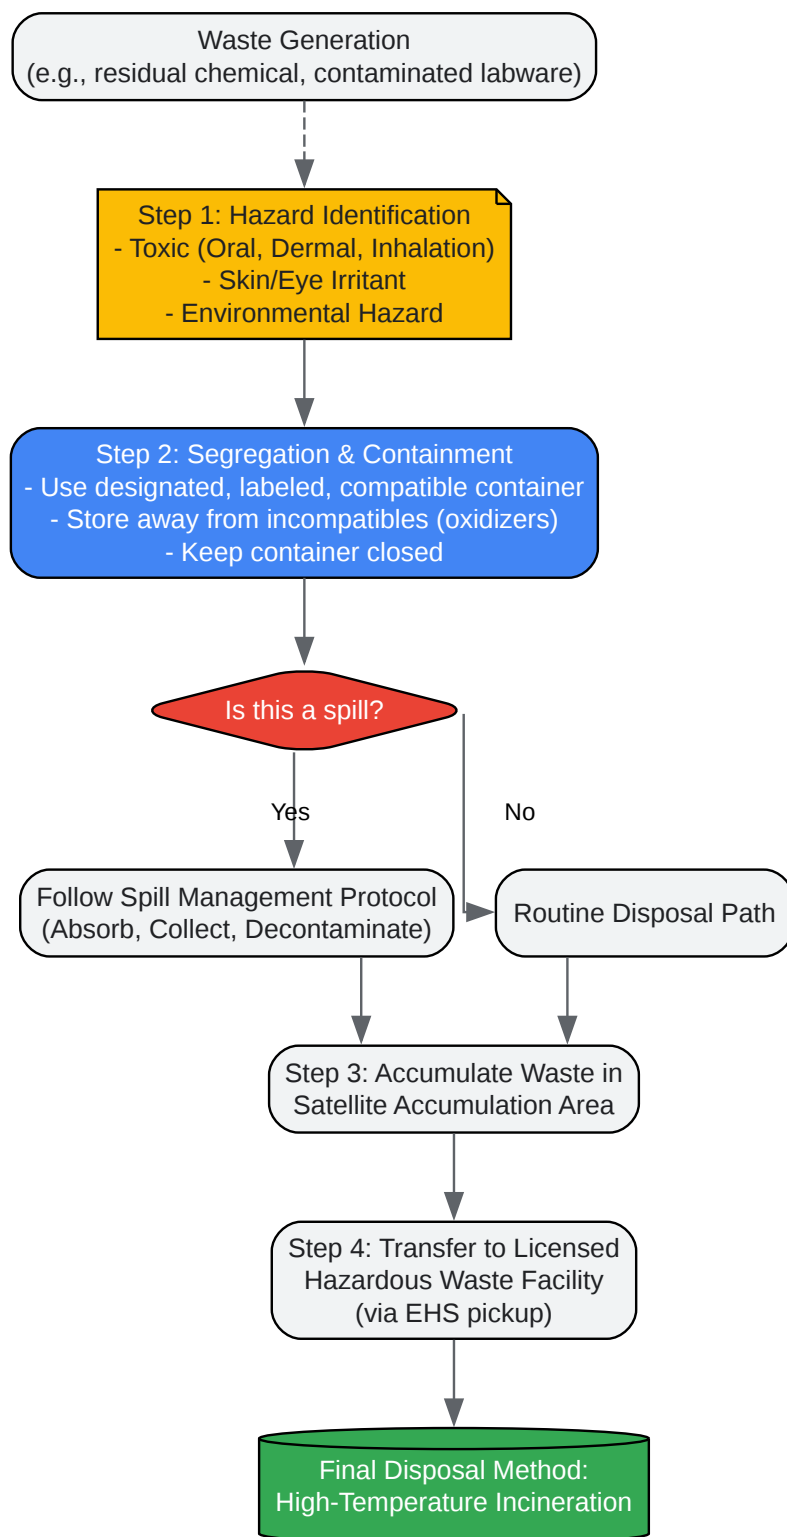 Waste Generation
(e.g., residual chemical, contaminated labware)
Step 1: Hazard Identification
- Toxic (Oral, Dermal, Inhalation)
- Skin/Eye Irritant
- Environmental Hazard
Step 2: Segregation & Containment
- Use designated, labeled, compatible container
- Store away from incompatibles (oxidizers)
- Keep container closed
Is this a spill?
Yes
No
Follow Spill Management Protocol
(Absorb, Collect, Decontaminate)
Routine Disposal Path
Step 3: Accumulate Waste in
Satellite Accumulation Area
Step 4: Transfer to Licensed
Hazardous Waste Facility
(via EHS pickup)
Final Disposal Method:
High-Temperature Incineration